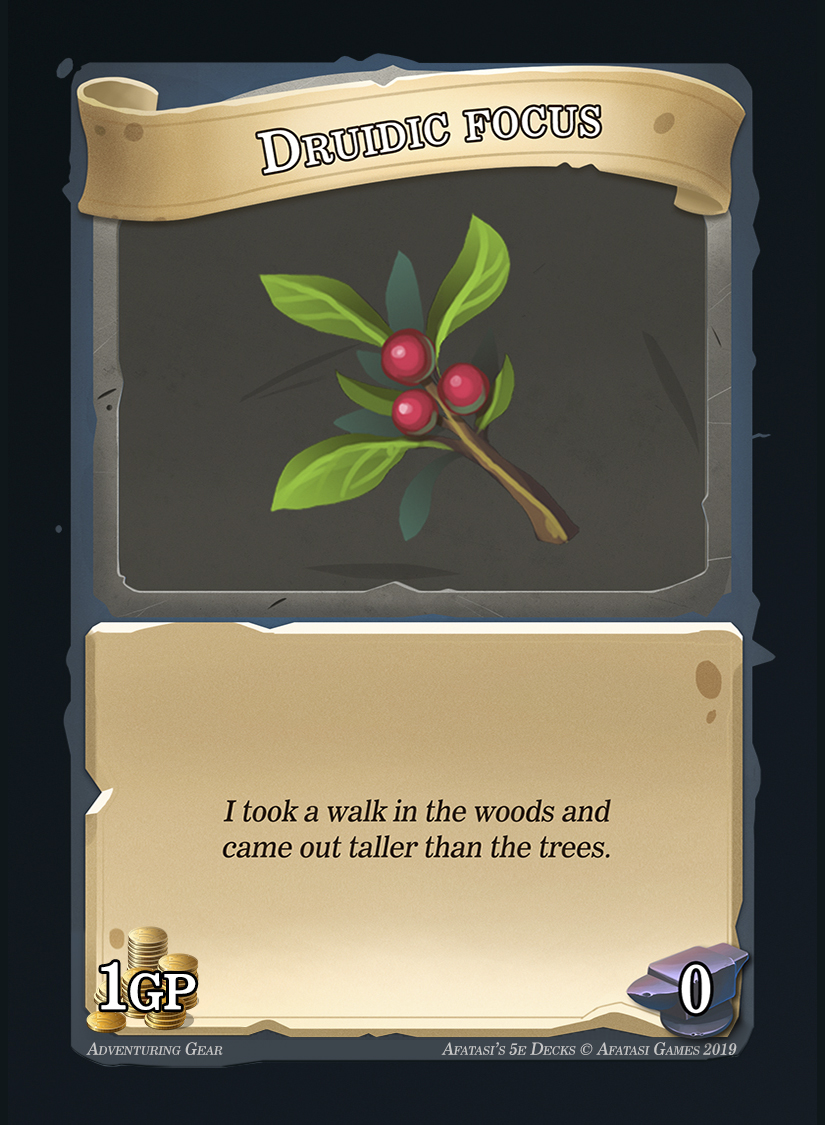 Druidic focus
I took a walk in the woods and
came out taller than the trees.
1GP
0
Adventuring Gear
Afatasi's 5e Decks © Afatasi Games 2019